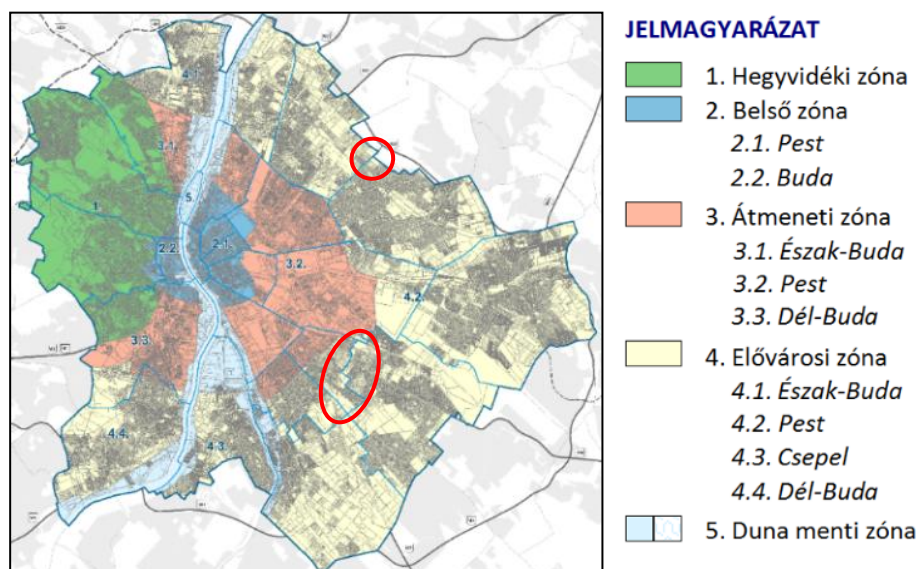 4.1.
3.1.
5.
1.
2.2.
2.1.
3.2.
4.2.
3.3.
4.4.
4.3.
JELMAGYARÁZAT
1. Hegyvidéki zóna
2. Belső zóna
2.1. Pest
2.2. Buda
3. Átmeneti zóna
3.1. Észak-Buda
3.2. Pest
3.3. Dél-Buda
4. Elővárosi zóna
4.1. Észak-Buda
4.2. Pest
4.3. Csepel
4.4. Dél-Buda
5. Duna menti zóna